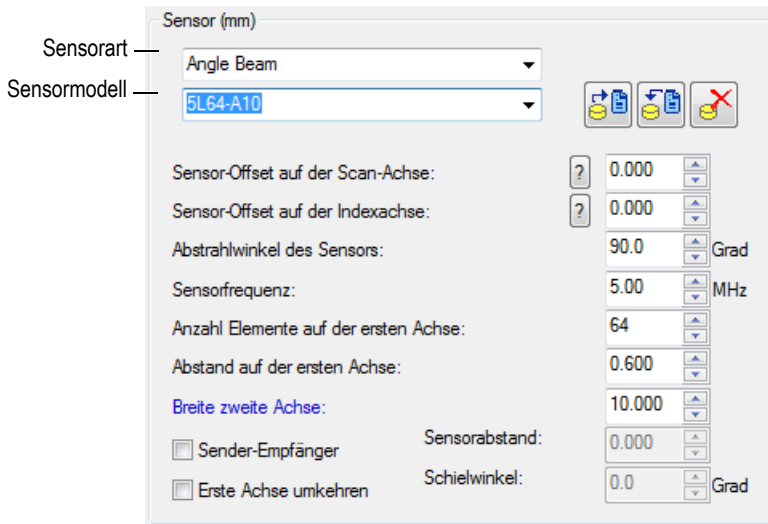 Sensor (mm)
Sensorart
Angle Beam
Sensormodell
5L64-A10
Sensor-Offset auf der Scan-Achse: ? 0.000
Sensor-Offset auf der Indexachse: ? 0.000
Abstrahlwinkel des Sensors: 90.0 Grad
Sensorfrequenz: 5.00 MHz
Anzahl Elemente auf der ersten Achse: 64
Abstand auf der ersten Achse: 0.600
Breite zweite Achse: 10.000
Sender-Empfänger Sensorabstand: 0.000
Erste Achse umkehren Schielwinkel: 0.0 Grad